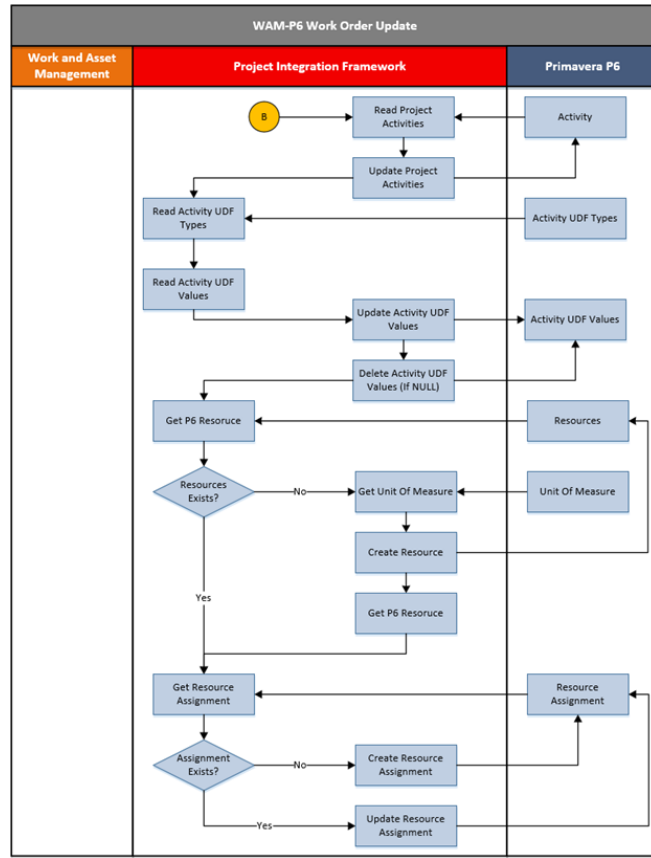 WAM-P6 Work Order Update
Work and Asset
Management
Project Integration Framework
Primavera P6
B
Read Project
Activities
Activity
Update Project
Activities
Read Activity UDF
Types
Activity UDF Types
Read Activity UDF
Values
Update Activity UDF
Values
Activity UDF Values
Delete Activity UDF
Values (If NULL)
Get P6 Resoruce
Resources
Resources
Exists?
No
Get Unit Of Measure
Unit Of Measure
Create Resource
Yes
Get P6 Resoruce
Get Resource
Assignment
Resource
Assignment
Assignment
Exists?
No
Create Resource
Assignment
Yes
Update Resource
Assignment